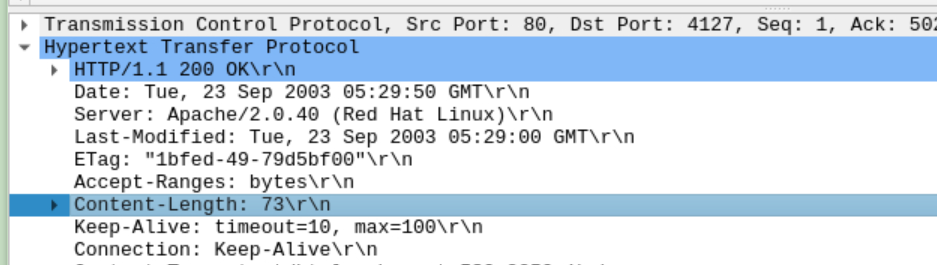 Transmission Control Protocol, Src Port: 80, Dst Port: 4127, Seq: 1, Ack: 502
Hypertext Transfer Protocol
HTTP/1.1 200 OK\r\n
Date: Tue, 23 Sep 2003 05:29:50 GMT\r\n
Server: Apache/2.0.40 (Red Hat Linux)\r\n
Last-Modified: Tue, 23 Sep 2003 05:29:00 GMT\r\n
ETag: "1bfed-49-79d5bf00"\r\n
Accept-Ranges: bytes\r\n
Content-Length: 73\r\n
Keep-Alive: timeout=10, max=100\r\n
Connection: Keep-Alive\r\n